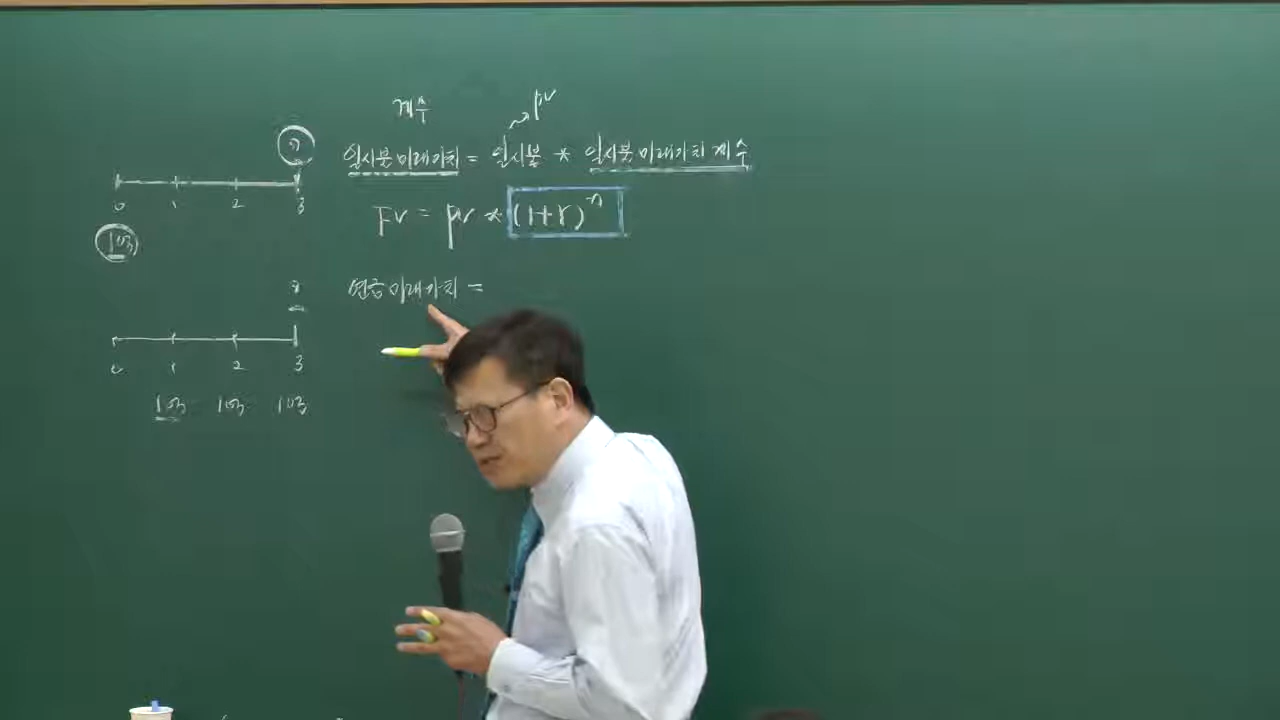 계수
PV
일시불 미래가치 = 일시불 * 일시불 미래가치 계수
0 1 2 3
FV = PV * (1+r)^n
1억
연금 미래가치 =
?
0 1 2 3
1억 1억 1억